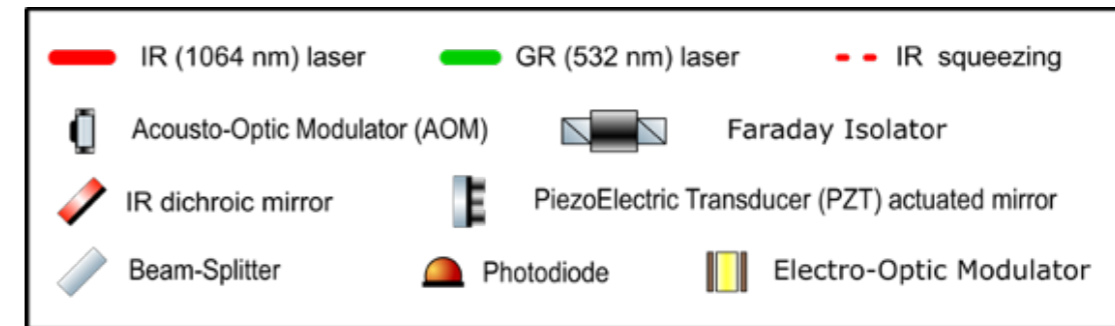 IR (1064 nm) laser GR (532 nm) laser IR squeezing
Acousto-Optic Modulator (AOM) Faraday Isolator
IR dichroic mirror PiezoElectric Transducer (PZT) actuated mirror
Beam-Splitter Photodiode Electro-Optic Modulator